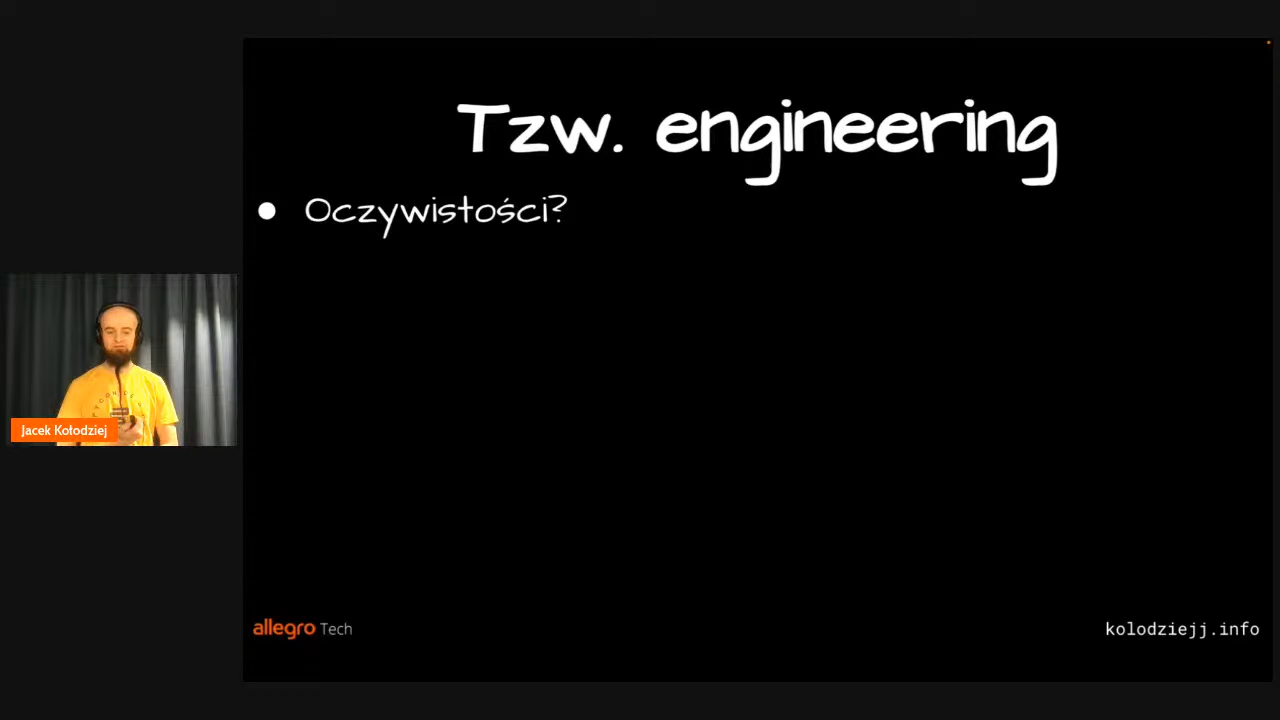 Tzw. engineering
● Oczywistości?
Jacek Kołodziej
allegro Tech
kolodziejj.info